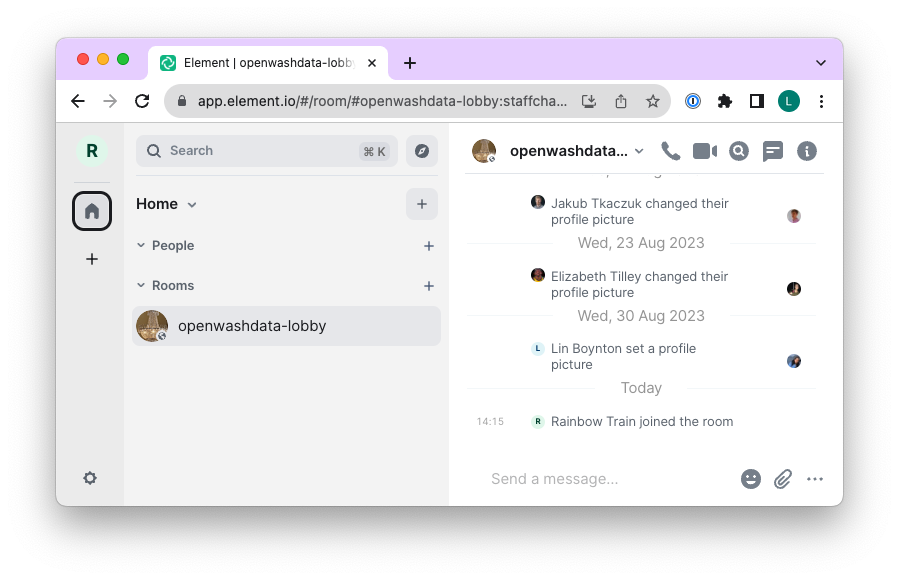 Element | openwashdata-lobby
app.element.io/#/room/#openwashdata-lobby:staffcha...
L
R
Search
⌘ K
openwashdata...
Home
People
Rooms
openwashdata-lobby
Jakub Tkaczuk changed their
profile picture
Wed, 23 Aug 2023
Elizabeth Tilley changed their
profile picture
Wed, 30 Aug 2023
L Lin Boynton set a profile
picture
Today
14:15 R Rainbow Train joined the room
Send a message...